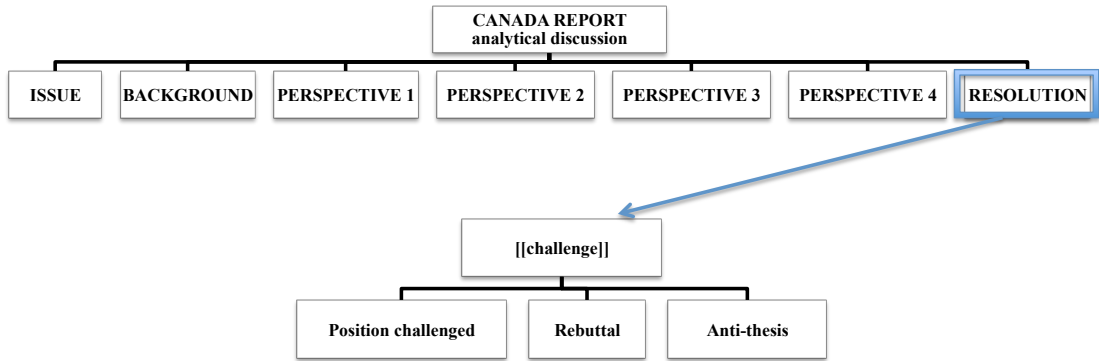 CANADA REPORT
analytical discussion
ISSUE
BACKGROUND
PERSPECTIVE 1
PERSPECTIVE 2
PERSPECTIVE 3
PERSPECTIVE 4
RESOLUTION
[[challenge]]
Position challenged
Rebuttal
Anti-thesis